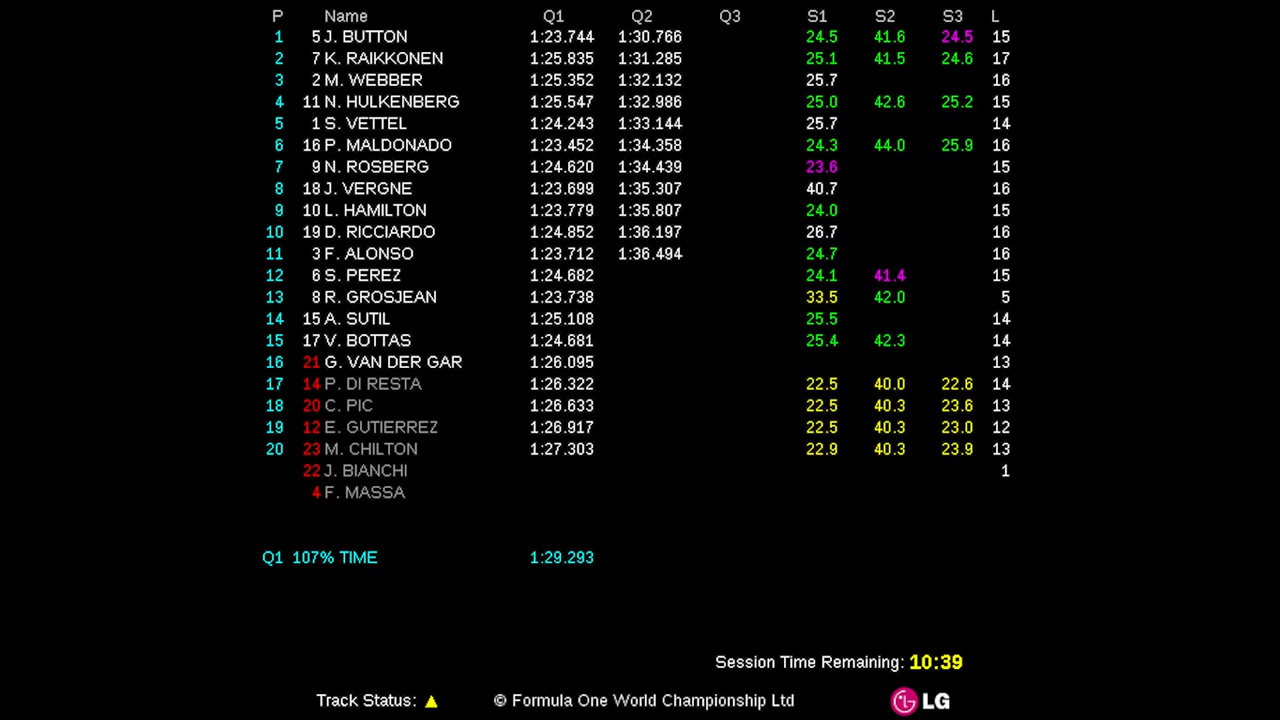 P Name Q1 Q2 Q3 S1 S2 S3 L
1 5 J. BUTTON 1:23.744 1:30.766 24.5 41.6 24.5 15
2 7 K. RAIKKONEN 1:25.835 1:31.285 25.1 41.5 24.6 17
3 2 M. WEBBER 1:25.352 1:32.132 25.7 16
4 11 N. HULKENBERG 1:25.547 1:32.986 25.0 42.6 25.2 15
5 1 S. VETTEL 1:24.243 1:33.144 25.7 14
6 16 P. MALDONADO 1:23.452 1:34.358 24.3 44.0 25.9 16
7 9 N. ROSBERG 1:24.620 1:34.439 23.6 15
8 18 J. VERGNE 1:23.699 1:35.307 40.7 16
9 10 L. HAMILTON 1:23.779 1:35.807 24.0 15
10 19 D. RICCIARDO 1:24.852 1:36.197 26.7 16
11 3 F. ALONSO 1:23.712 1:36.494 24.7 16
12 6 S. PEREZ 1:24.682 24.1 41.4 15
13 8 R. GROSJEAN 1:23.738 33.5 42.0 5
14 15 A. SUTIL 1:25.108 25.5 14
15 17 V. BOTTAS 1:24.681 25.4 42.3 14
16 21 G. VAN DER GAR 1:26.095 13
17 14 P. DI RESTA 1:26.322 22.5 40.0 22.6 14
18 20 C. PIC 1:26.633 22.5 40.3 23.6 13
19 12 E. GUTIERREZ 1:26.917 22.5 40.3 23.0 12
20 23 M. CHILTON 1:27.303 22.9 40.3 23.9 13
22 J. BIANCHI 1
4 F. MASSA
Q1 107% TIME 1:29.293
Session Time Remaining: 10:39
Track Status: © Formula One World Championship Ltd LG